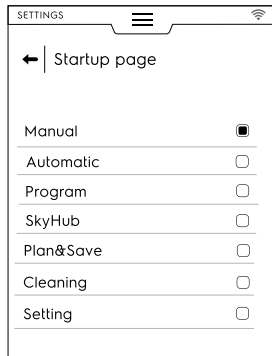 SETTINGS
Startup page
Manual
Automatic
Program
SkyHub
Plan&Save
Cleaning
Setting